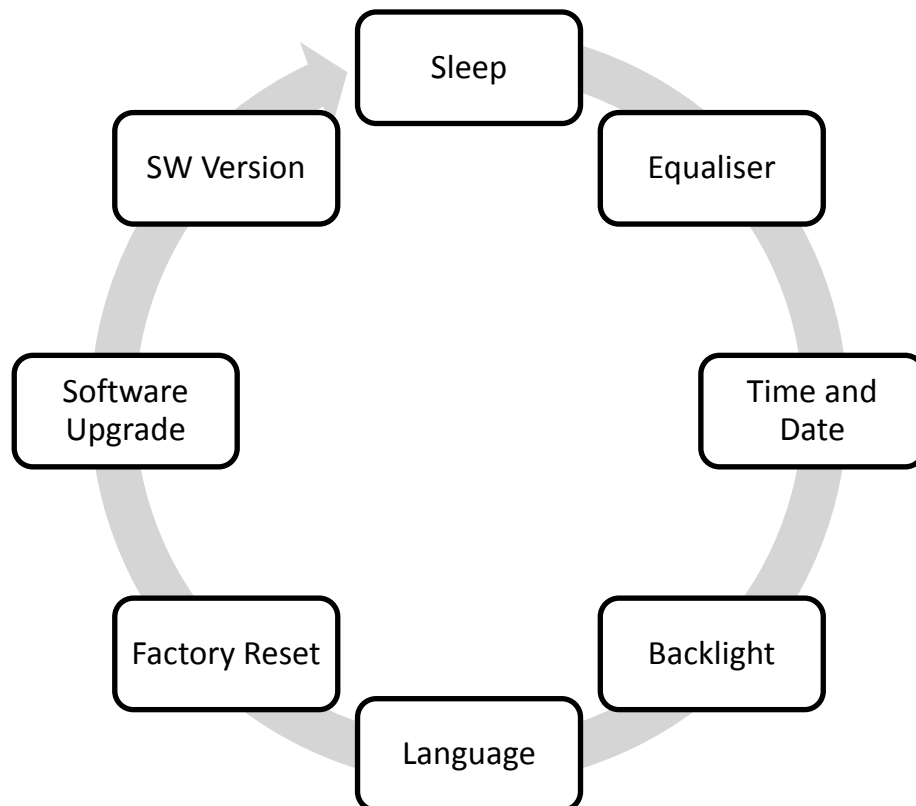 Sleep
Equaliser
Time and
Date
Backlight
Language
Factory Reset
Software
Upgrade
SW Version